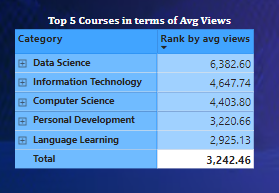 Top 5 Courses in terms of Avg Views
Category Rank by avg views
Data Science 6,382.60
Information Technology 4,647.74
Computer Science 4,403.80
Personal Development 3,220.66
Language Learning 2,925.13
Total 3,242.46